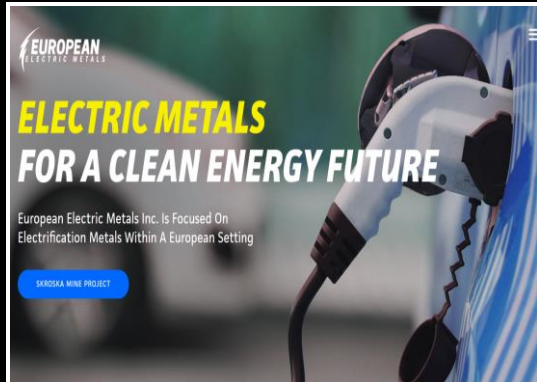 EUROPEAN
ELECTRIC METALS
ELECTRIC METALS
FOR A CLEAN ENERGY FUTURE
European Electric Metals Inc. Is Focused On
Electrification Metals Within A European Setting
SKROSKA MINE PROJECT